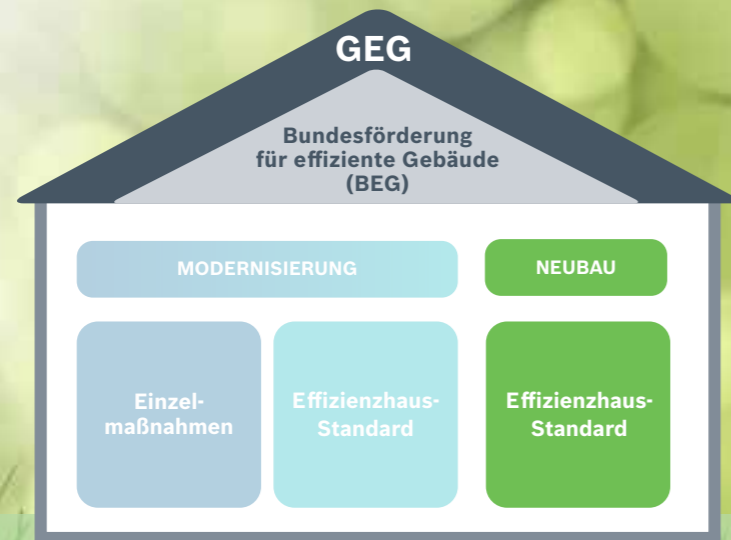 GEG
Bundesförderung
für effiziente Gebäude
(BEG)
MODERNISIERUNG
NEUBAU
Einzel-
maßnahmen
Effizienzhaus-
Standard
Effizienzhaus-
Standard